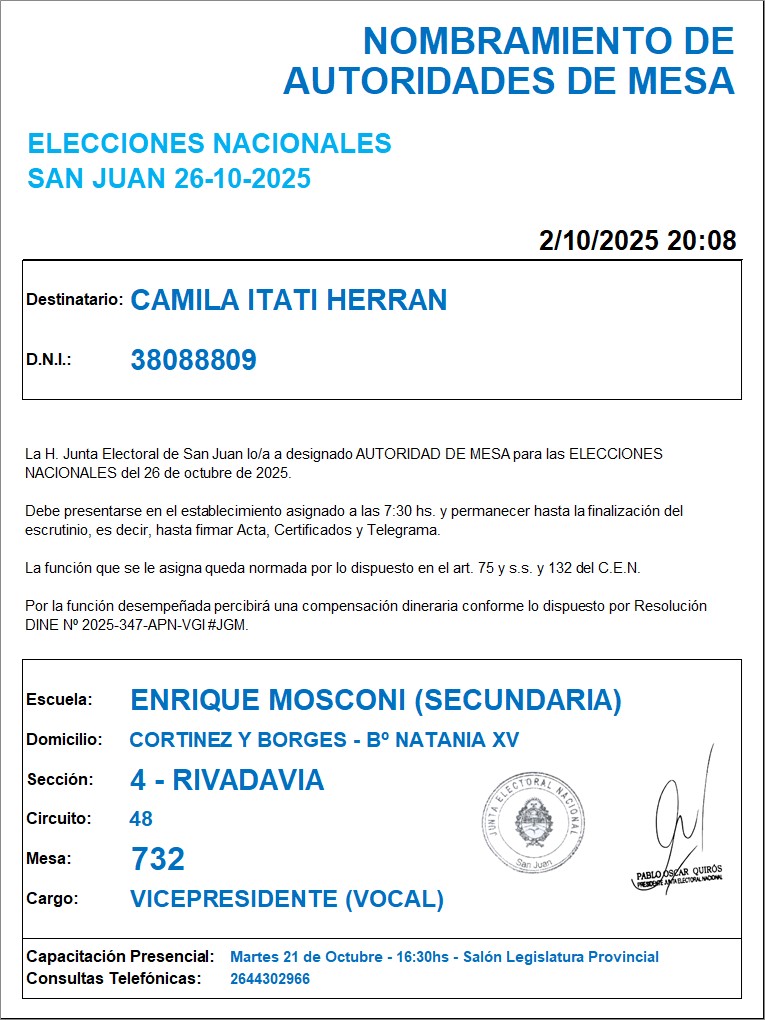 NOMBRAMIENTO DE
AUTORIDADES DE MESA
ELECCIONES NACIONALES
SAN JUAN 26-10-2025
2/10/2025 20:08
Destinatario: CAMILA ITATI HERRAN
D.N.I.: 38088809
La H. Junta Electoral de San Juan lo/a a designado AUTORIDAD DE MESA para las ELECCIONES
NACIONALES del 26 de octubre de 2025.
Debe presentarse en el establecimiento asignado a las 7:30 hs. y permanecer hasta la finalización del
escrutinio, es decir, hasta firmar Acta, Certificados y Telegrama.
La función que se le asigna queda normada por lo dispuesto en el art. 75 y s.s. y 132 del C.E.N.
Por la función desempeñada percibirá una compensación dineraria conforme lo dispuesto por Resolución
DINE Nº 2025-347-APN-VGI#JGM.
Escuela: ENRIQUE MOSCONI (SECUNDARIA)
Domicilio: CORTINEZ Y BORGES - Bº NATANIA XV
Sección: 4 - RIVADAVIA
Circuito: 48
Mesa: 732
Cargo: VICEPRESIDENTE (VOCAL)
JUNTA ELECTORAL NACIONAL
San Juan
PABLO OSCAR QUIRÓS
PRESIDENTE JUNTA ELECTORAL NACIONAL
Capacitación Presencial: Martes 21 de Octubre - 16:30hs - Salón Legislatura Provincial
Consultas Telefónicas: 2644302966